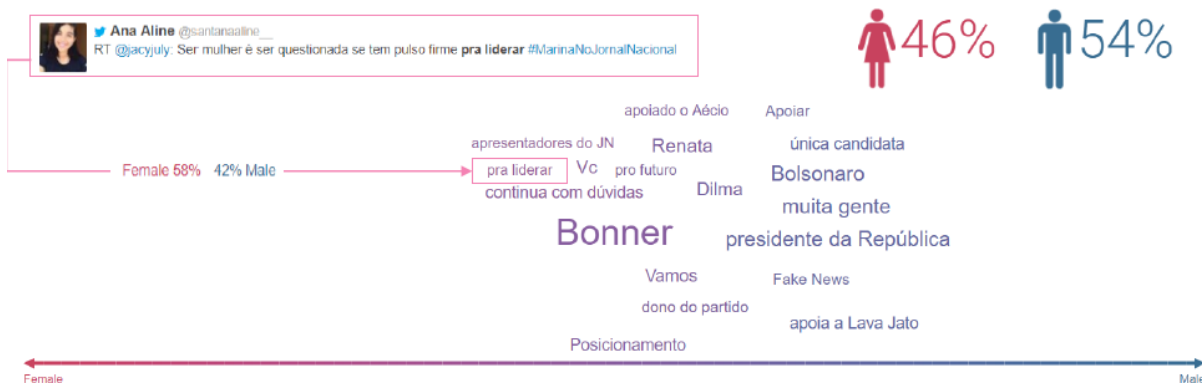 Ana Aline @santanaaline__
RT @jacyjuly: Ser mulher é ser questionada se tem pulso firme pra liderar #MarinaNoJornalNacional
46%
54%
apoiado o Aécio
Apoiar
apresentadores do JN
Renata
única candidata
Female 58% 42% Male
pra liderar
Vc
pro futuro
Bolsonaro
continua com dúvidas
Dilma
muita gente
Bonner
presidente da República
Vamos
Fake News
dono do partido
apoia a Lava Jato
Posicionamento
Female
Male